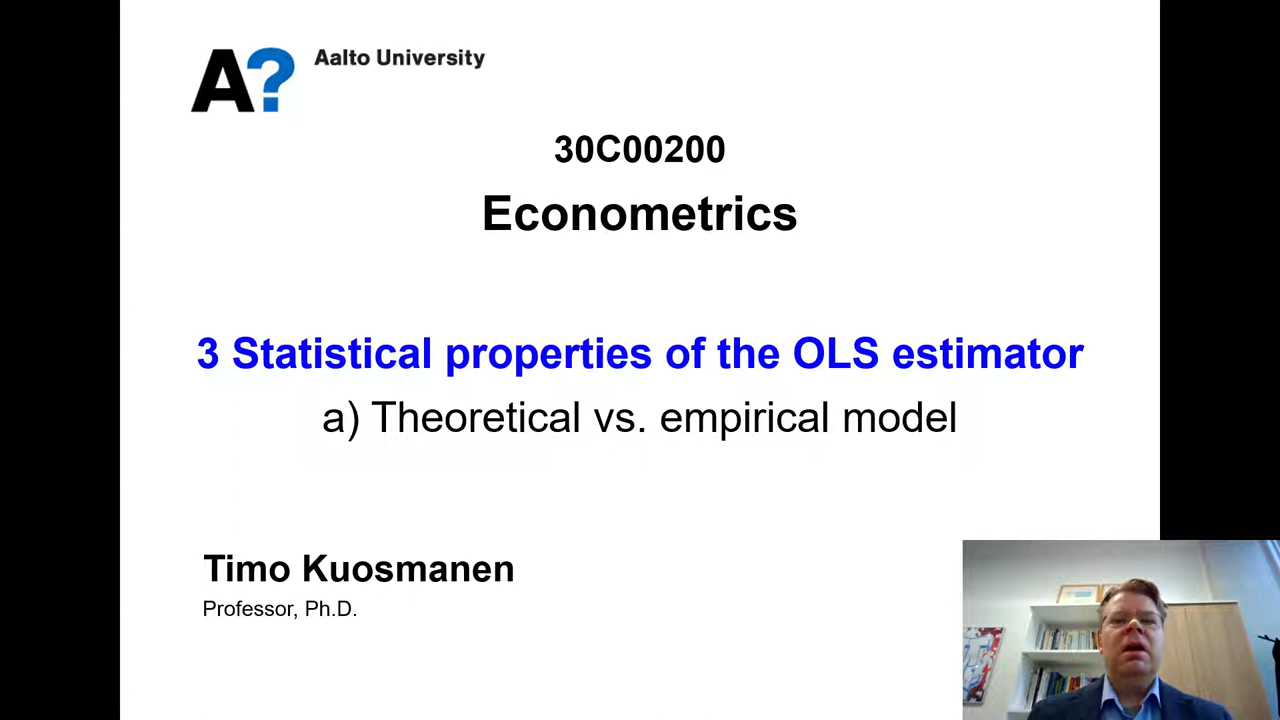 A? Aalto University
30C00200
Econometrics
3 Statistical properties of the OLS estimator
a) Theoretical vs. empirical model
Timo Kuosmanen
Professor, Ph.D.